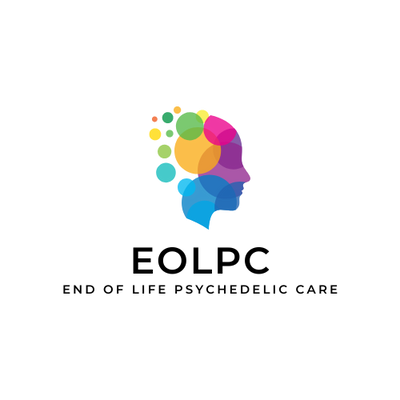 EOLPC
END OF LIFE PSYCHEDELIC CARE